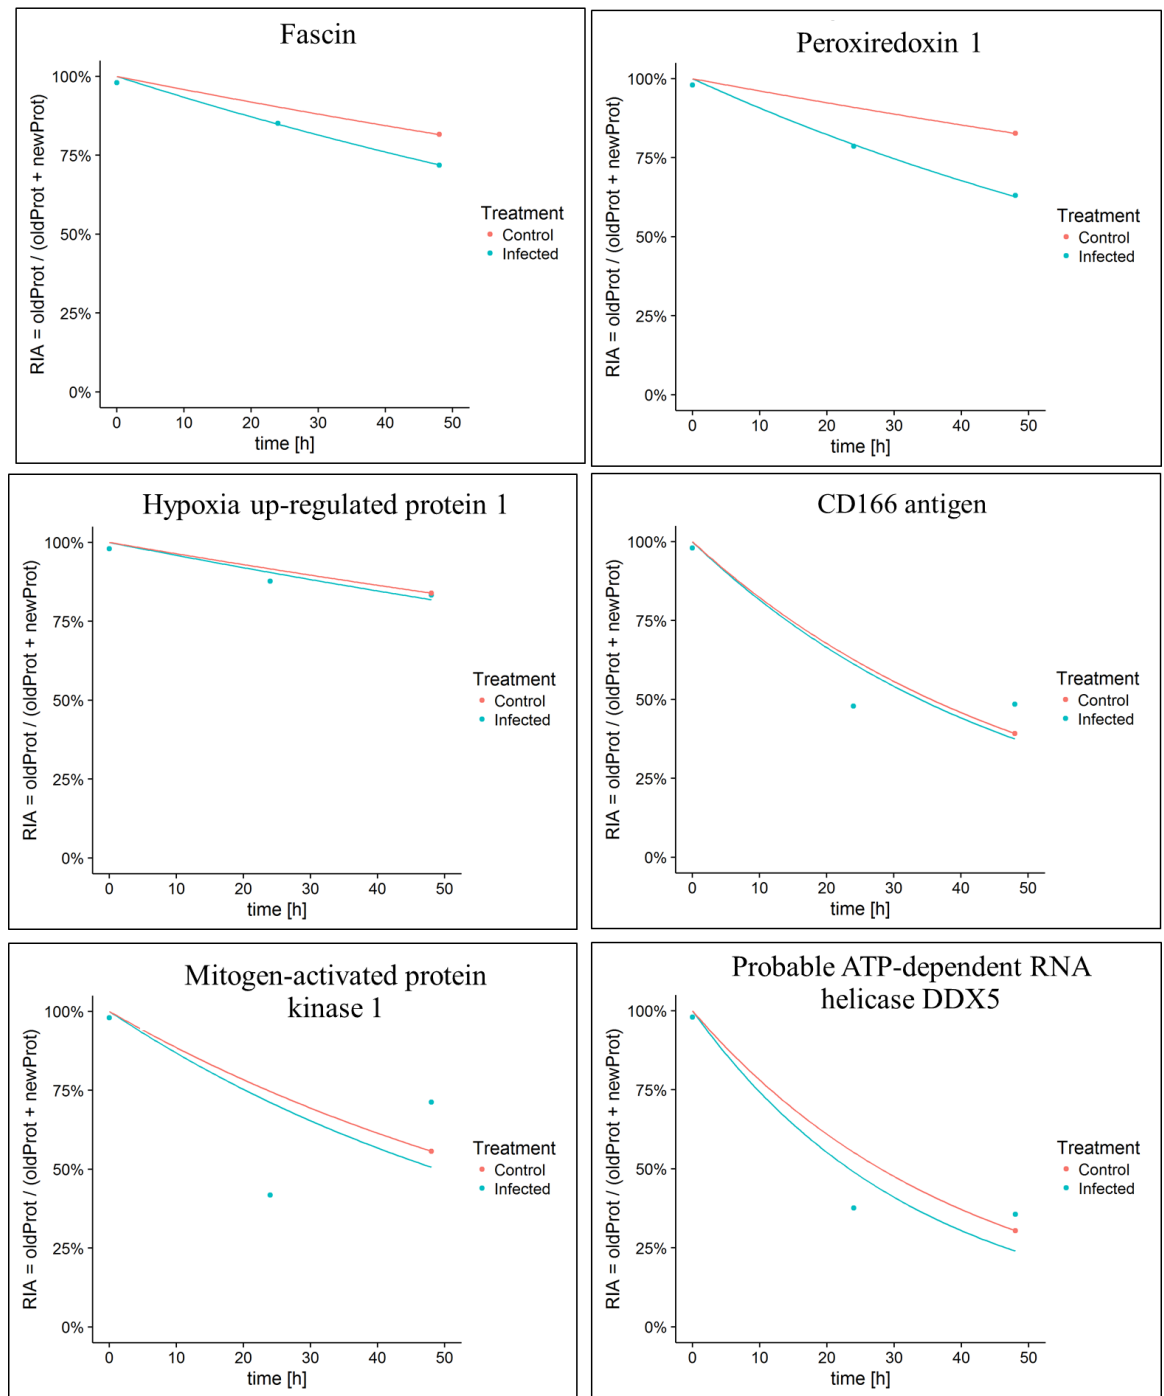 Fascin
RIA = oldProt / (oldProt + newProt)
100%
75%
50%
25%
0%
0 10 20 30 40 50
time [h]
Treatment
Control
Infected
Peroxiredoxin 1
RIA = oldProt / (oldProt + newProt)
100%
75%
50%
25%
0%
0 10 20 30 40 50
time [h]
Treatment
Control
Infected
Hypoxia up-regulated protein 1
RIA = oldProt / (oldProt + newProt)
100%
75%
50%
25%
0%
0 10 20 30 40 50
time [h]
Treatment
Control
Infected
CD166 antigen
RIA = oldProt / (oldProt + newProt)
100%
75%
50%
25%
0%
0 10 20 30 40 50
time [h]
Treatment
Control
Infected
Mitogen-activated protein
kinase 1
RIA = oldProt / (oldProt + newProt)
100%
75%
50%
25%
0%
0 10 20 30 40 50
time [h]
Treatment
Control
Infected
Probable ATP-dependent RNA
helicase DDX5
RIA = oldProt / (oldProt + newProt)
100%
75%
50%
25%
0%
0 10 20 30 40 50
time [h]
Treatment
Control
Infected